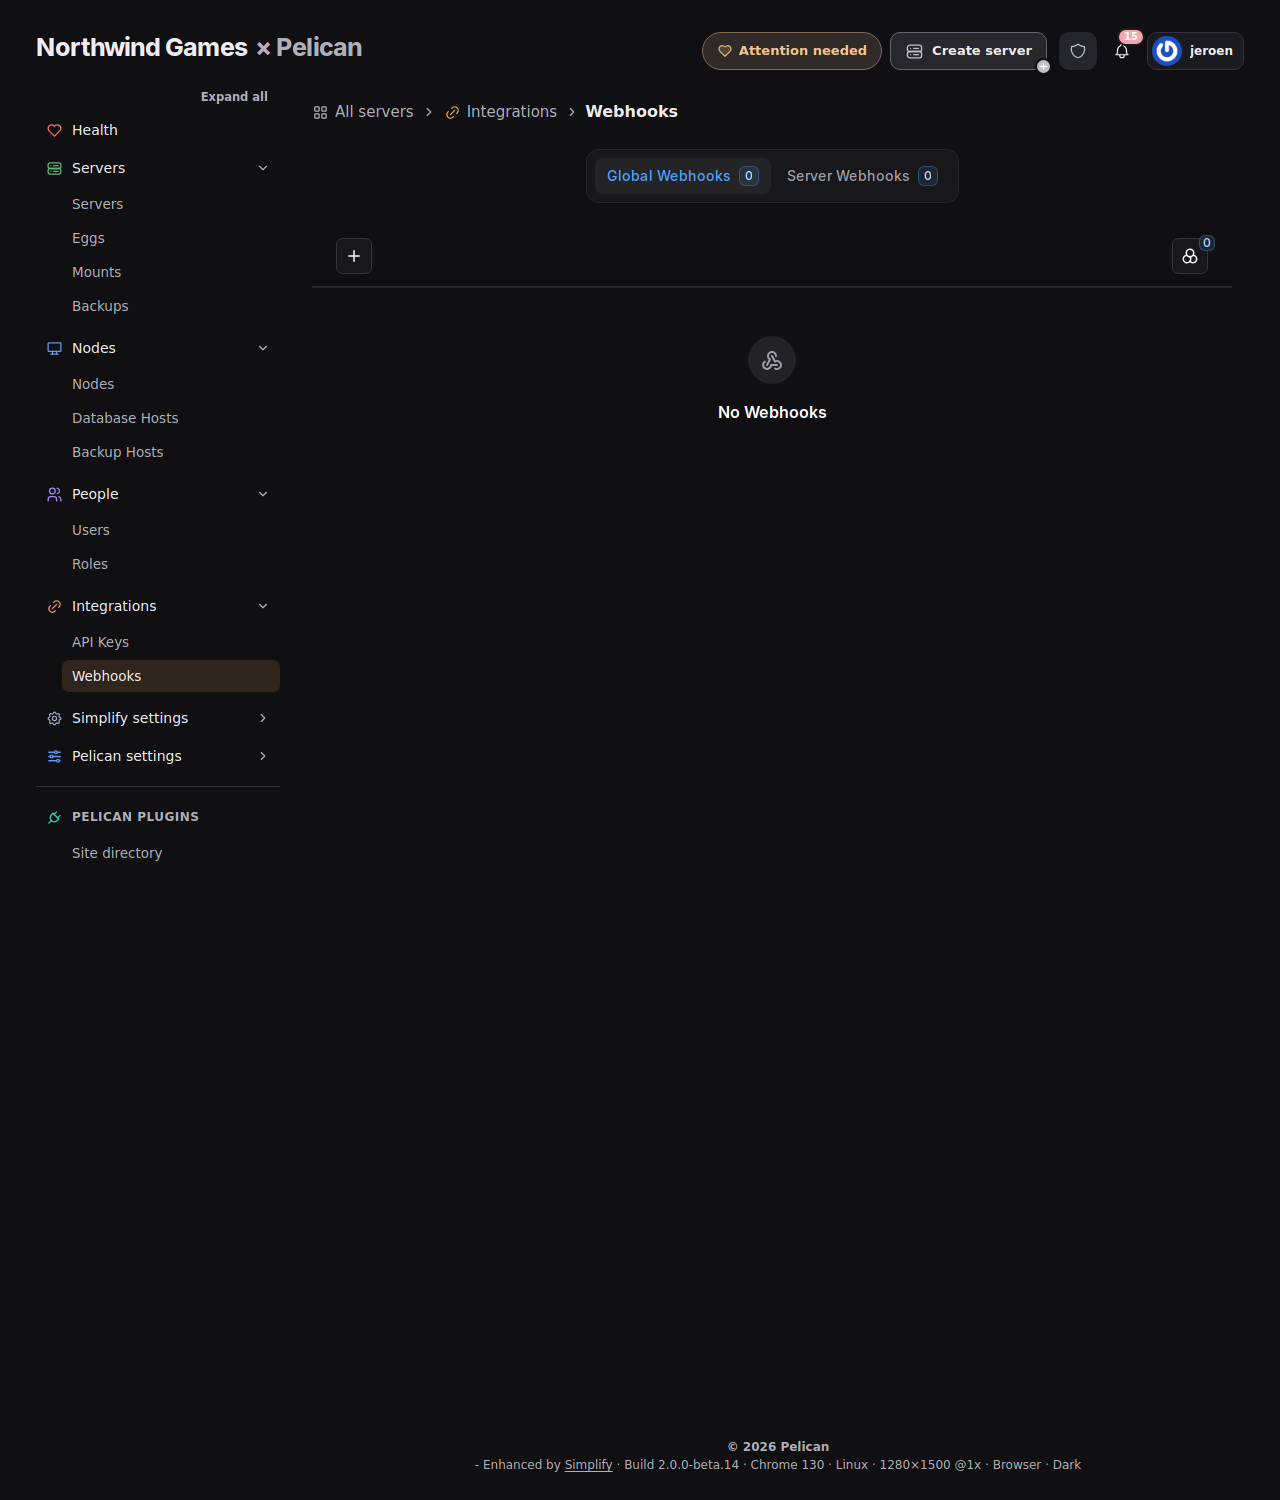 Northwind Games × Pelican
Attention needed
Create server
15
jeroen
Expand all
Health
Servers
Servers
Eggs
Mounts
Backups
Nodes
Nodes
Database Hosts
Backup Hosts
People
Users
Roles
Integrations
API Keys
Webhooks
Simplify settings
Pelican settings
PELICAN PLUGINS
Site directory
All servers > Integrations > Webhooks
Global Webhooks 0 Server Webhooks 0
0
No Webhooks
© 2026 Pelican
- Enhanced by Simplify · Build 2.0.0-beta.14 · Chrome 130 · Linux · 1280×1500 @1x · Browser · Dark